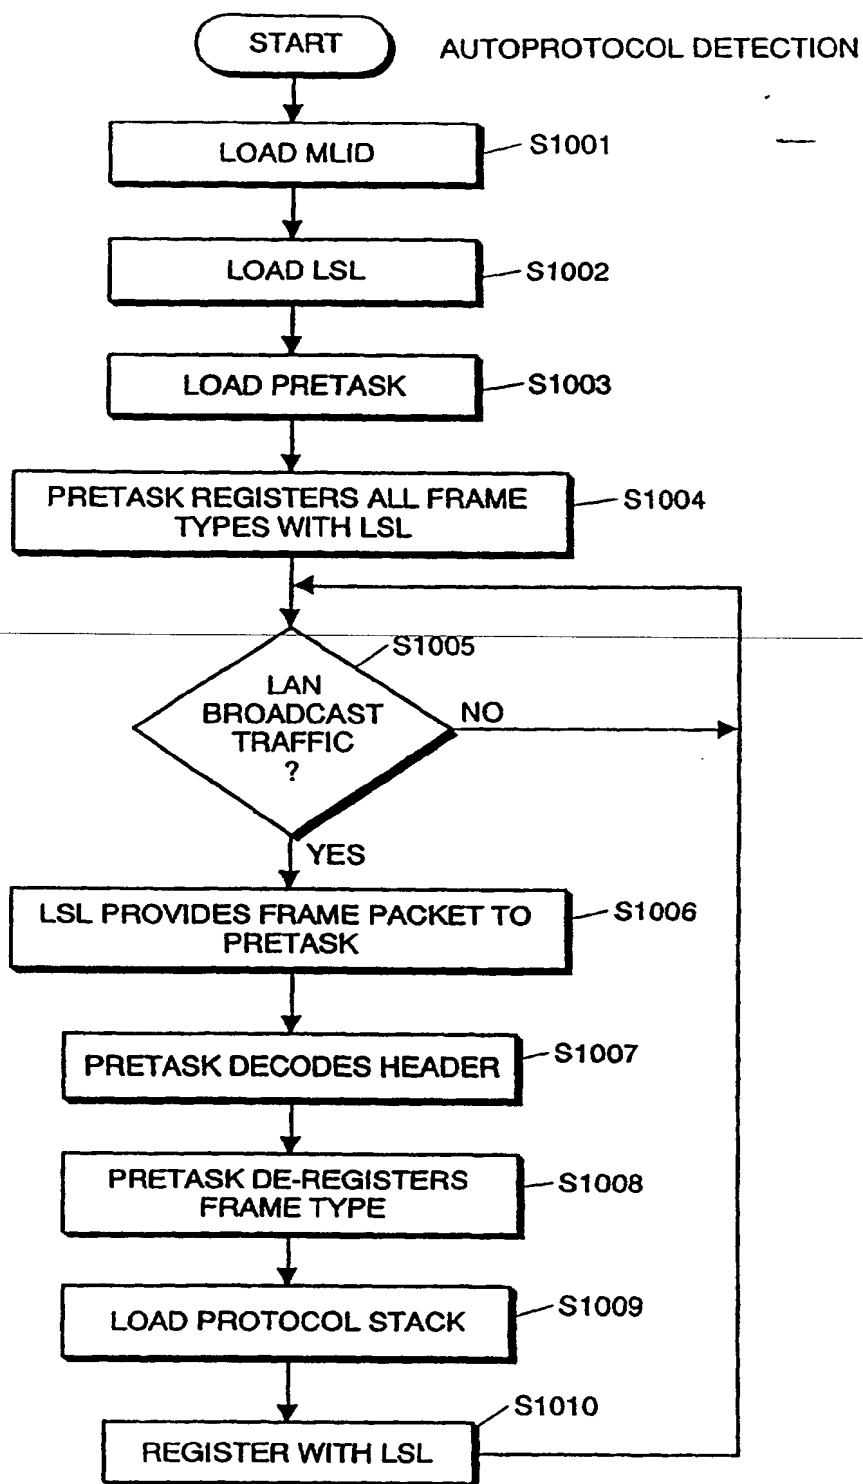 START
AUTOPROTOCOL DETECTION
LOAD MLID
S1001
LOAD LSL
S1002
LOAD PRETASK
S1003
PRETASK REGISTERS ALL FRAME
TYPES WITH LSL
S1004
S1005
LAN
BROADCAST
TRAFFIC
?
NO
YES
LSL PROVIDES FRAME PACKET TO
PRETASK
S1006
PRETASK DECODES HEADER
S1007
PRETASK DE-REGISTERS
FRAME TYPE
S1008
LOAD PROTOCOL STACK
S1009
REGISTER WITH LSL
S1010